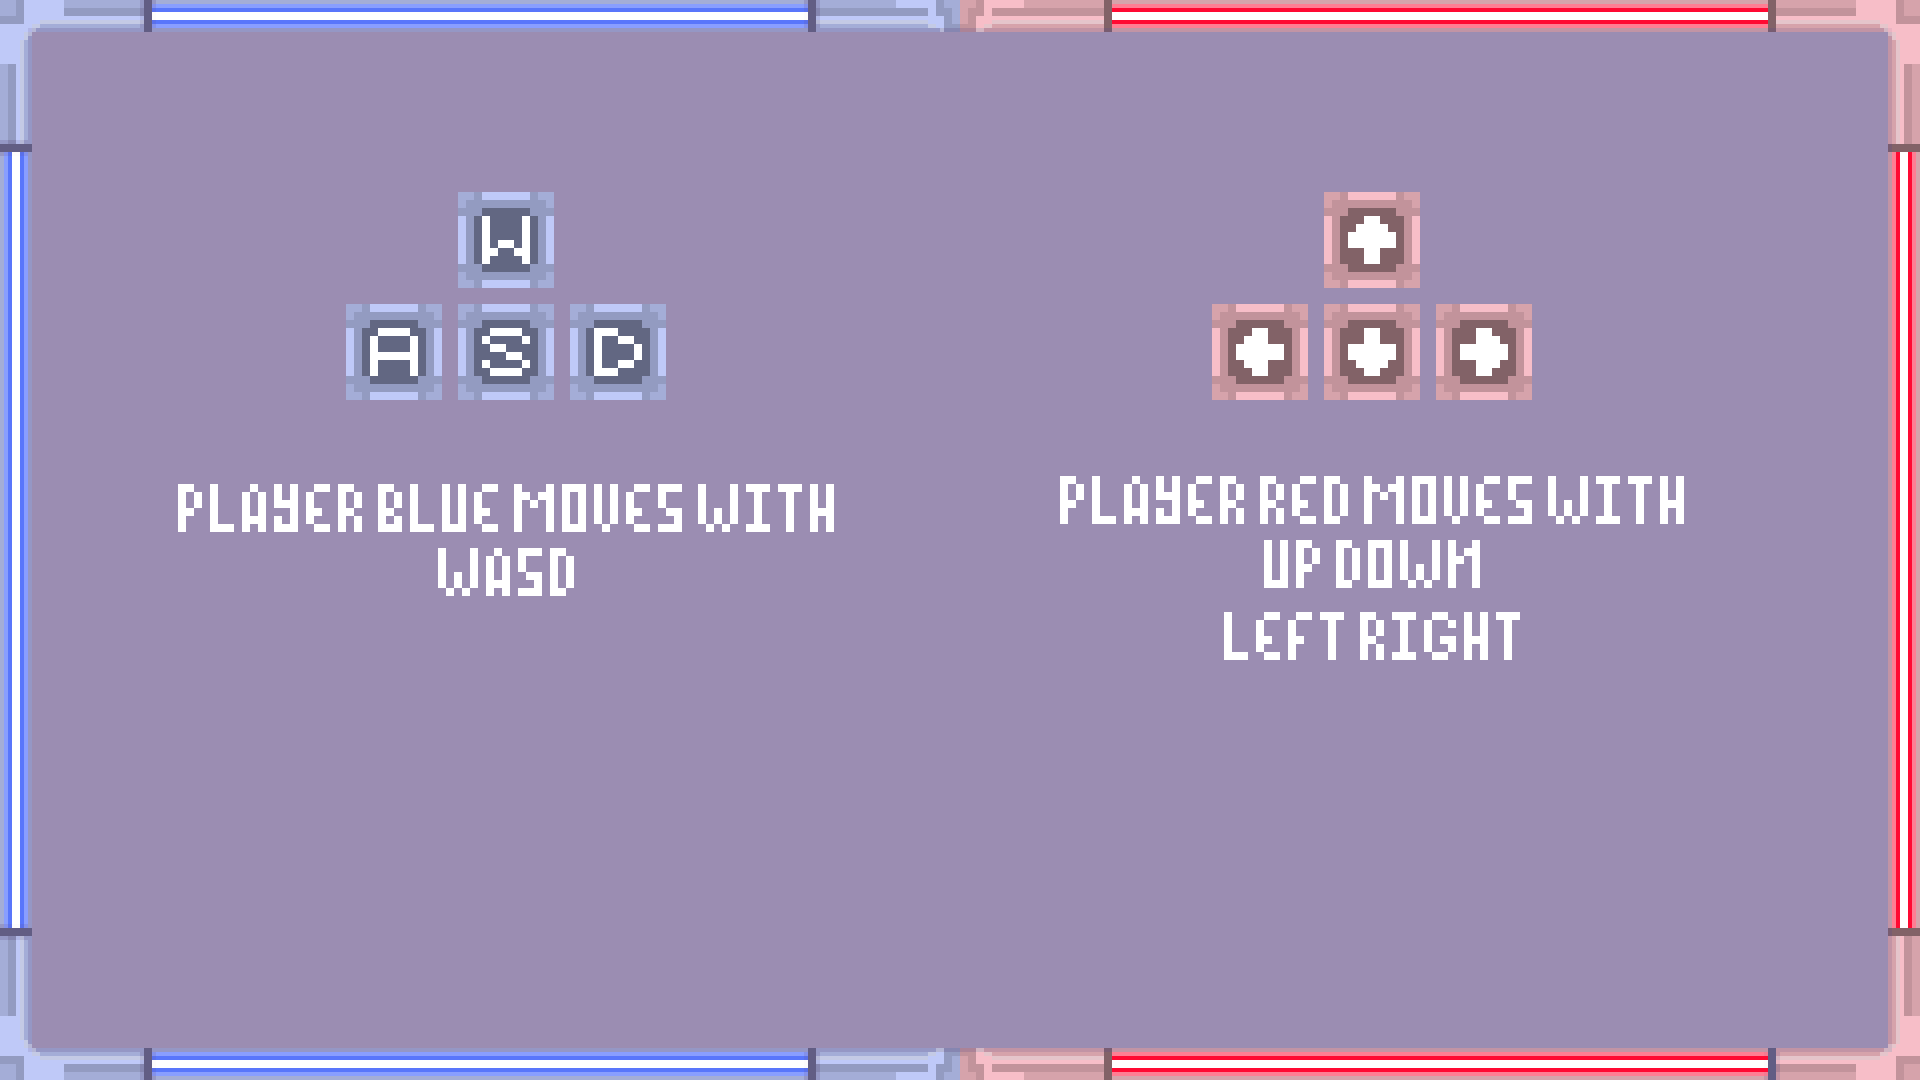 W
A S D
PLAYER BLUE MOVES WITH
WASD
PLAYER RED MOVES WITH
UP DOWN
LEFT RIGHT